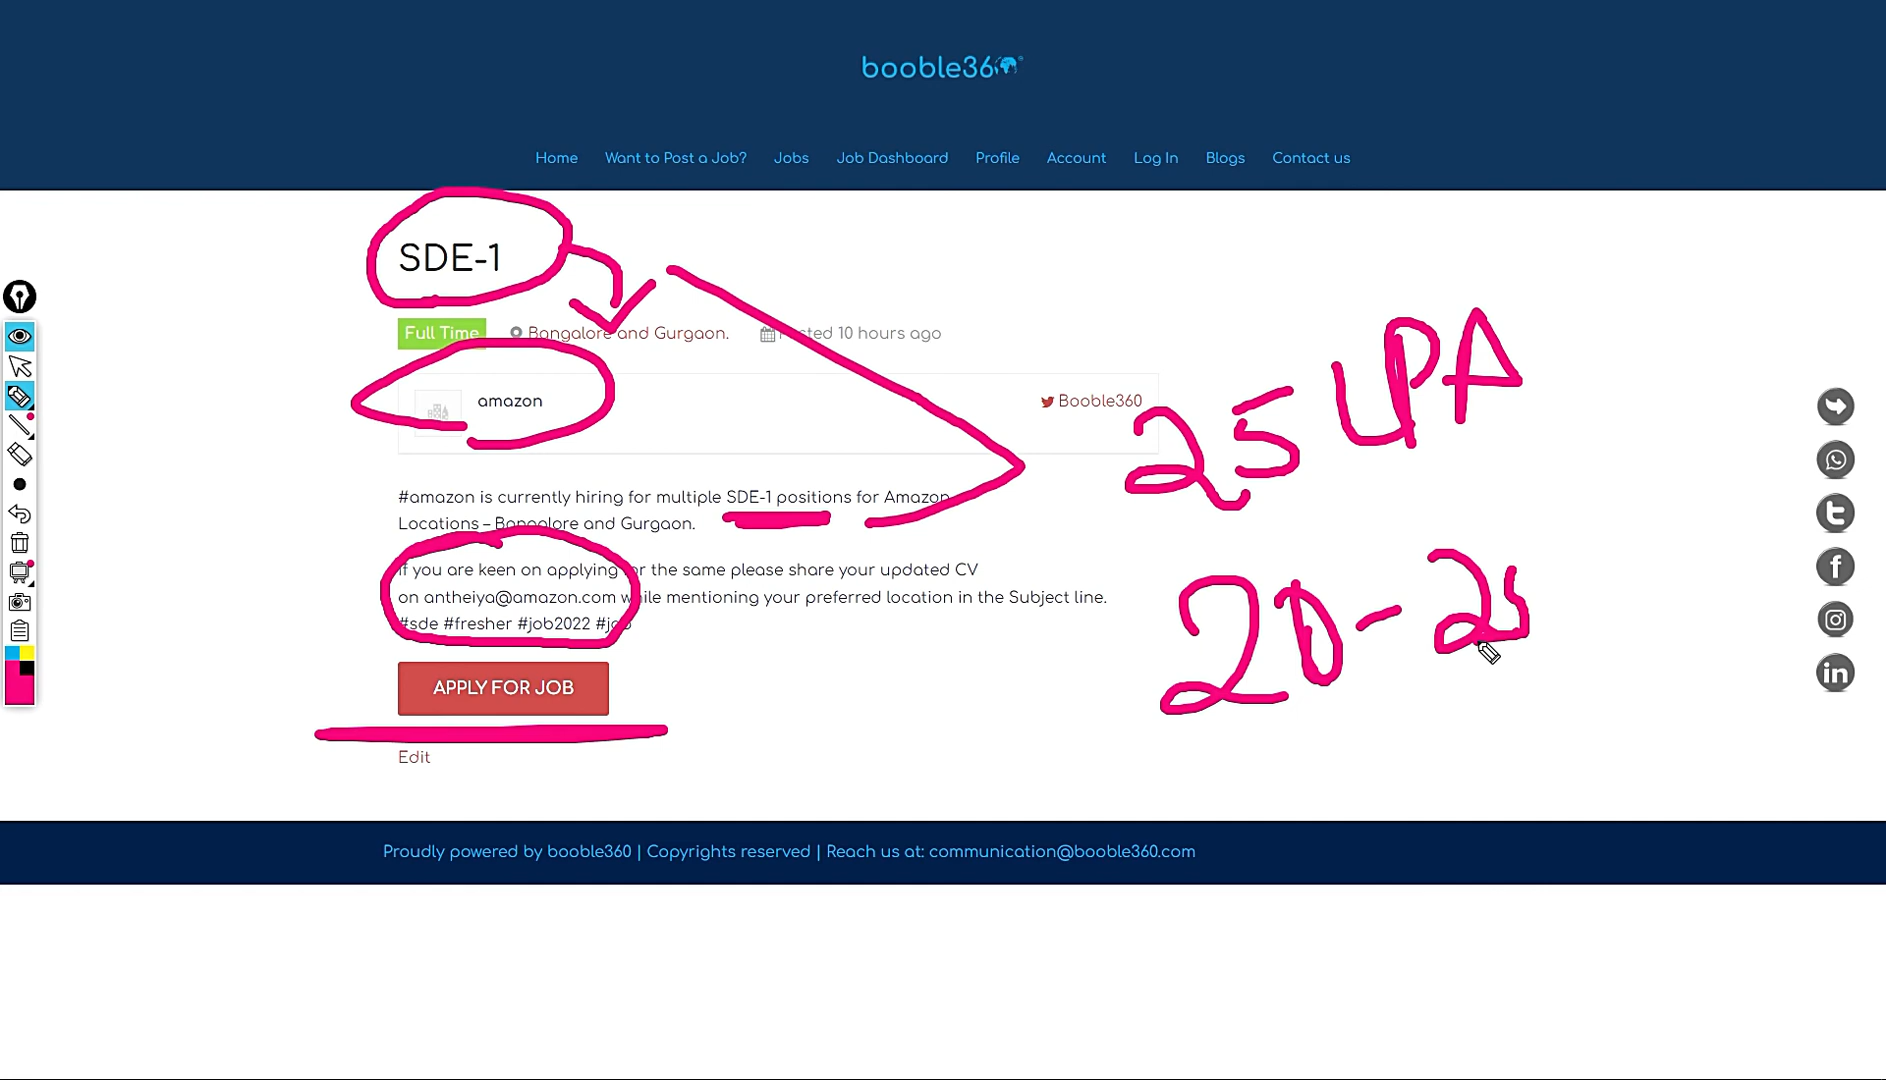 booble36
Home Want to Post a Job? Jobs Job Dashboard Profile Account Log In Blogs Contact us
SDE-1
Full Time Bangalore and Gurgaon. Posted 10 hours ago
amazon Booble360
25 LPA
#amazon is currently hiring for multiple SDE-1 positions for Amazon
Locations – Bangalore and Gurgaon.
If you are keen on applying for the same please share your updated CV
on antheiya@amazon.com while mentioning your preferred location in the Subject line.
#sde #fresher #job2022 #job
20-25
APPLY FOR JOB
Edit
Proudly powered by booble360 | Copyrights reserved | Reach us at: communication@booble360.com